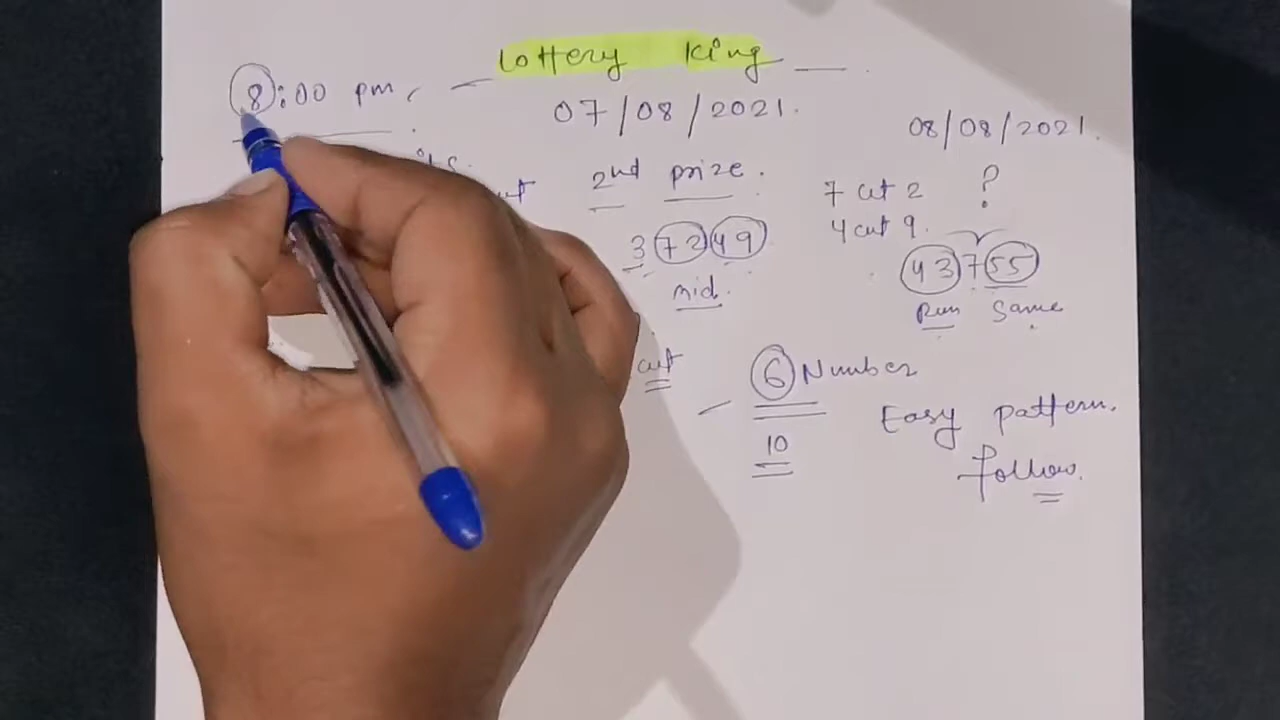 Lottery King
8:00 pm
07/08/2021.
08/08/2021.
2nd prize.
7 cut 2 ?
4 cut 9.
37249
43755
mid.
Run Same
cut
6 Number
Easy pattern.
10
follow.